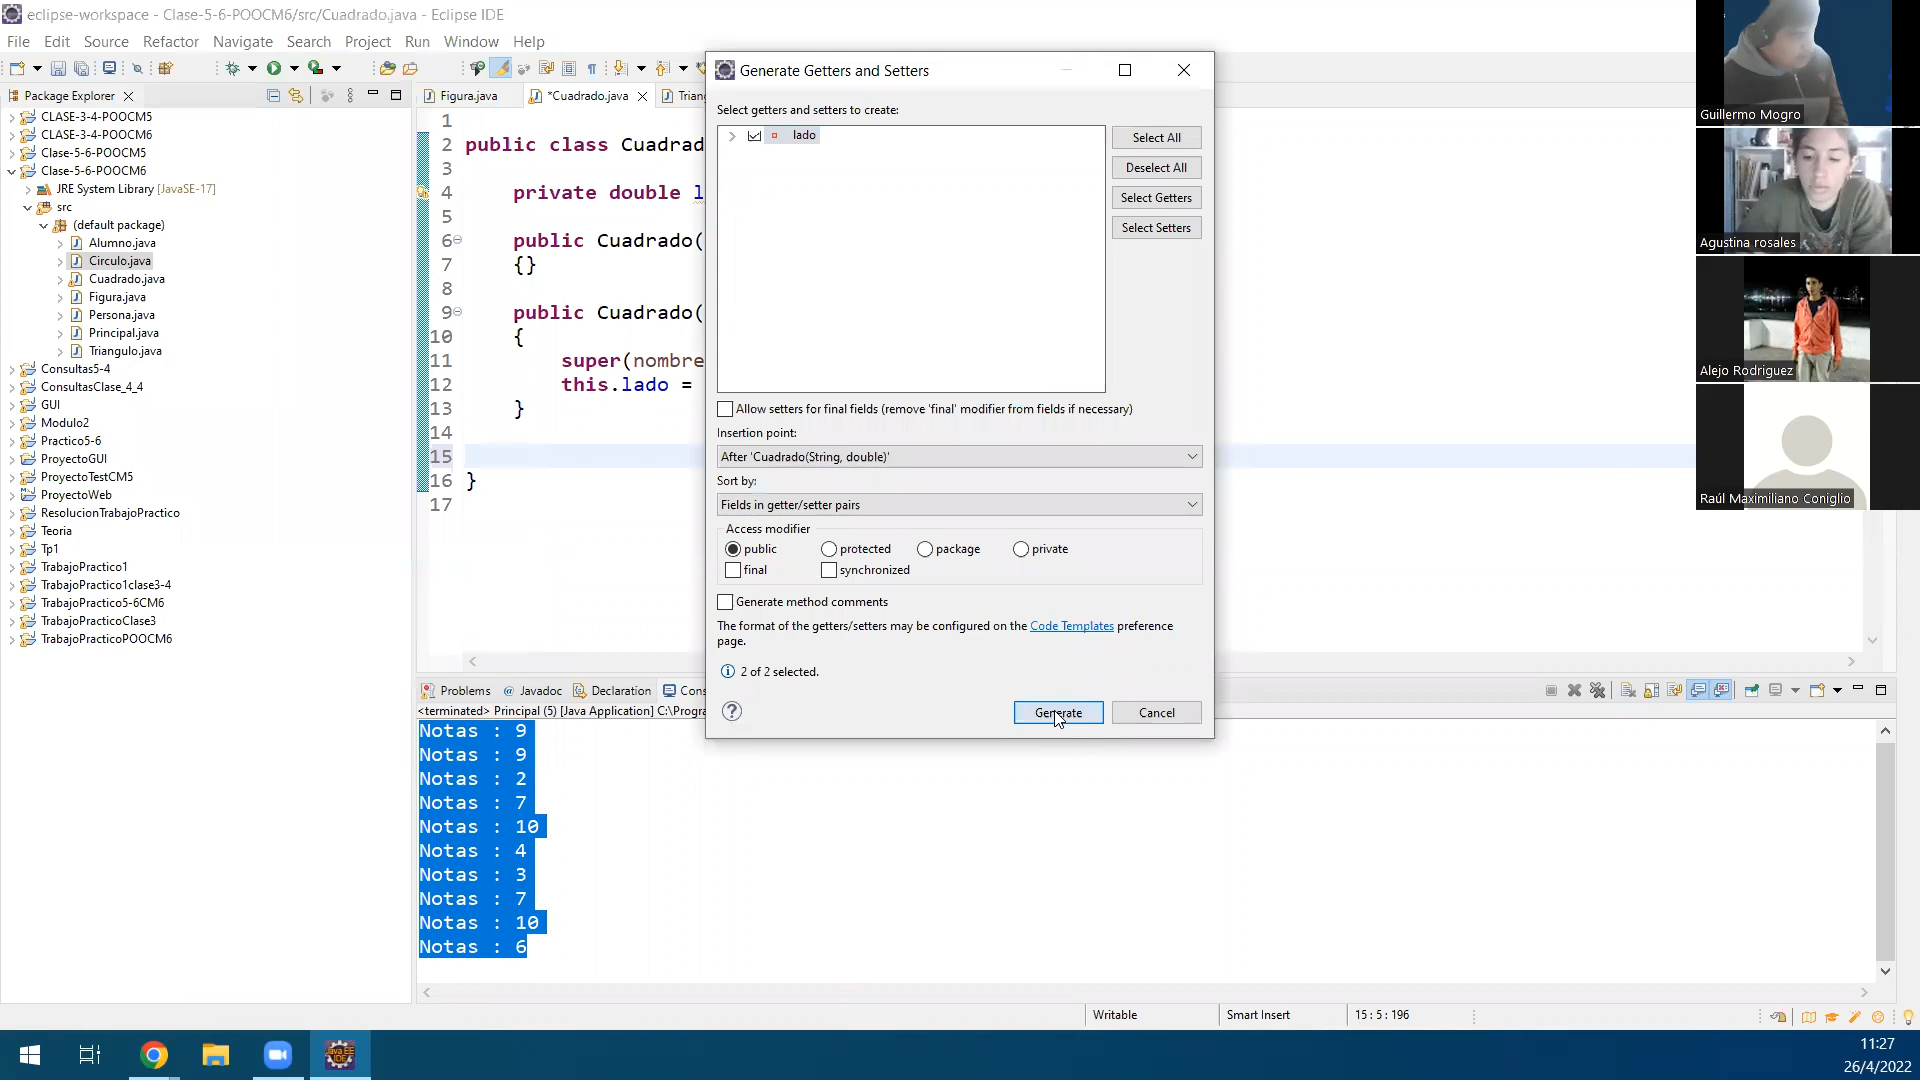 eclipse-workspace - Clase-5-6-POOCM6/src/Cuadrado.java - Eclipse IDE
File Edit Source Refactor Navigate Search Project Run Window Help
Package Explorer
CLASE-3-4-POOCM5
CLASE-3-4-POOCM6
Clase-5-6-POOCM5
Clase-5-6-POOCM6
JRE System Library [JavaSE-17]
src
(default package)
Alumno.java
Circulo.java
Cuadrado.java
Figura.java
Persona.java
Principal.java
Triangulo.java
Consultas5-4
ConsultasClase_4_4
GUI
Modulo2
Practico5-6
ProyectoGUI
ProyectoTestCM5
ProyectoWeb
ResolucionTrabajoPractico
Teoria
Tp1
TrabajoPractico1
TrabajoPractico1clase3-4
TrabajoPractico5-6CM6
TrabajoPracticoClase3
TrabajoPracticoPOOCM6
Figura.java *Cuadrado.java Trian
1
2 public class Cuadrad
3
4 private double l
5
6 public Cuadrado(
7 {}
8
9 public Cuadrado(
10 {
11 super(nombre
12 this.lado =
13 }
14
15
16 }
17
Generate Getters and Setters
Select getters and setters to create:
lado
Select All
Deselect All
Select Getters
Select Setters
Allow setters for final fields (remove 'final' modifier from fields if necessary)
Insertion point:
After 'Cuadrado(String, double)'
Sort by:
Fields in getter/setter pairs
Access modifier
public protected package private
final synchronized
Generate method comments
The format of the getters/setters may be configured on the Code Templates preference
page.
2 of 2 selected.
Generate Cancel
Problems Javadoc Declaration Cons
<terminated> Principal (5) [Java Application] C:\Progra
Notas : 9
Notas : 9
Notas : 2
Notas : 7
Notas : 10
Notas : 4
Notas : 3
Notas : 7
Notas : 10
Notas : 6
Writable Smart Insert 15 : 5 : 196
Guillermo Mogro
Agustina rosales
Alejo Rodriguez
Raúl Maximiliano Coniglio
Java EE
IDE
11:27
26/4/2022